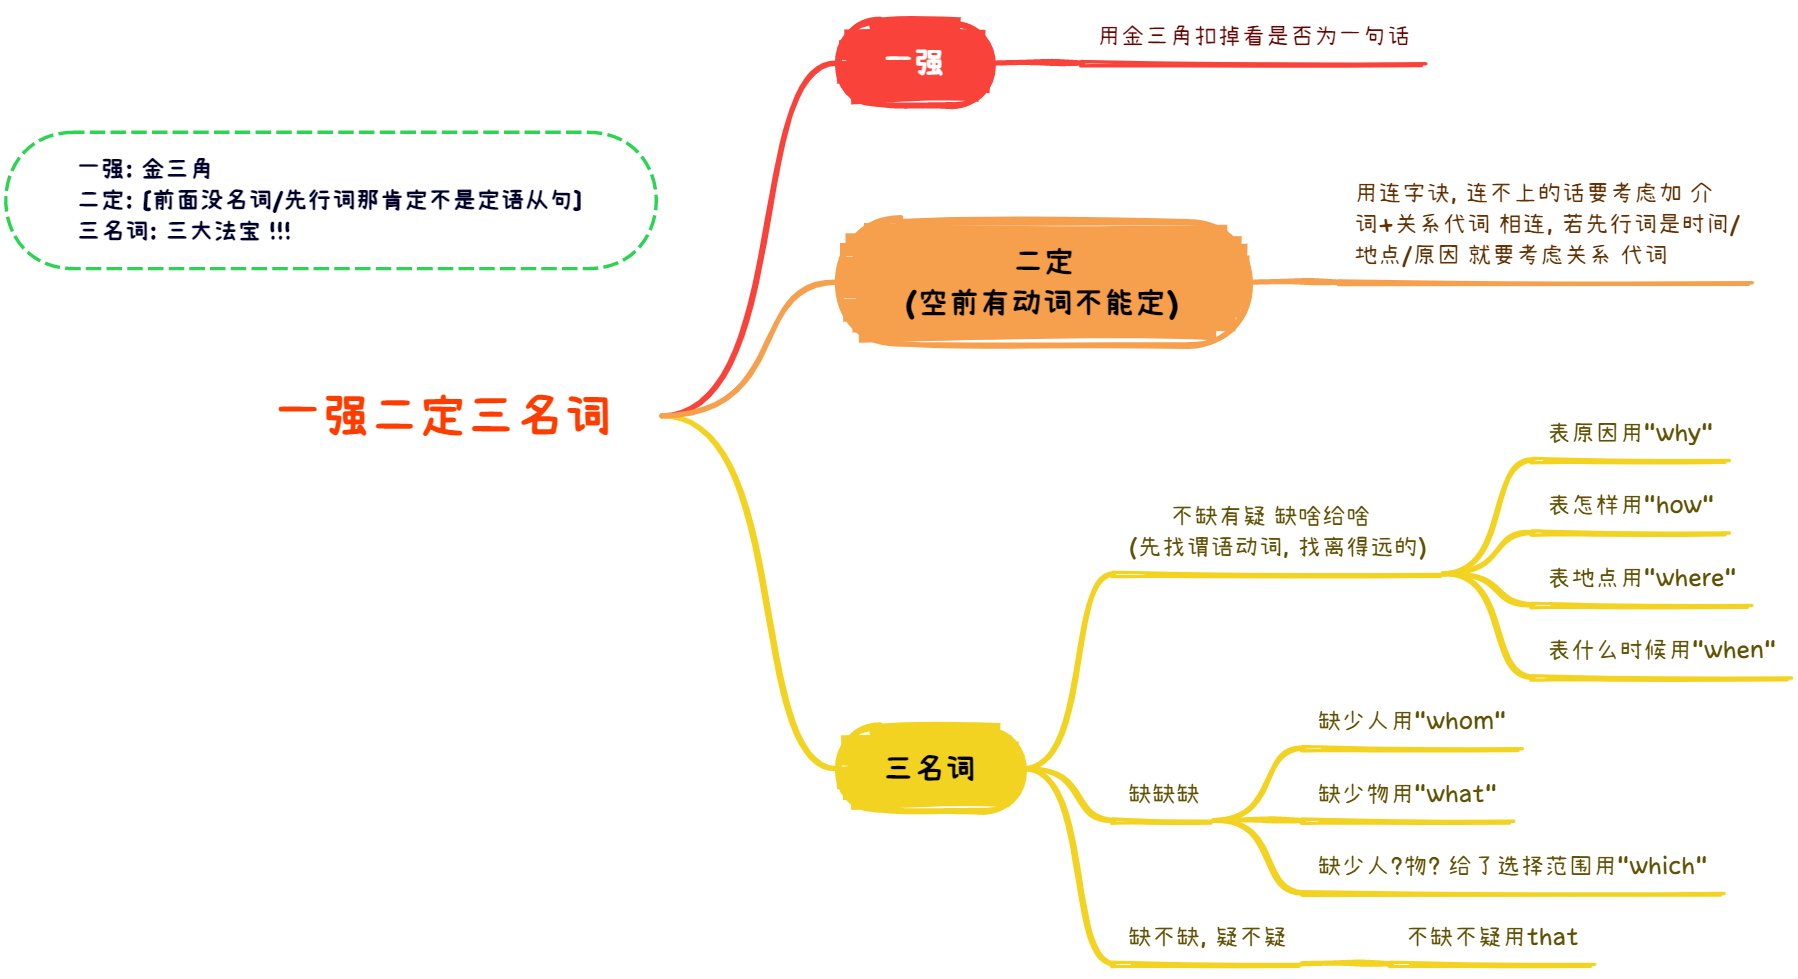 一强: 金三角
二定: [前面没名词/先行词那肯定不是定语从句]
三名词: 三大法宝 !!!
一强二定三名词
一强
用金三角扣掉看是否为一句话
二定
(空前有动词不能定)
用连字诀, 连不上的话要考虑加 介
词+关系代词 相连, 若先行词是时间/
地点/原因 就要考虑关系 代词
三名词
不缺有疑 缺啥给啥
(先找谓语动词, 找离得远的)
表原因用"why"
表怎样用"how"
表地点用"where"
表什么时候用"when"
缺缺缺
缺少人用"whom"
缺少物用"what"
缺少人?物? 给了选择范围用"which"
缺不缺, 疑不疑
不缺不疑用that